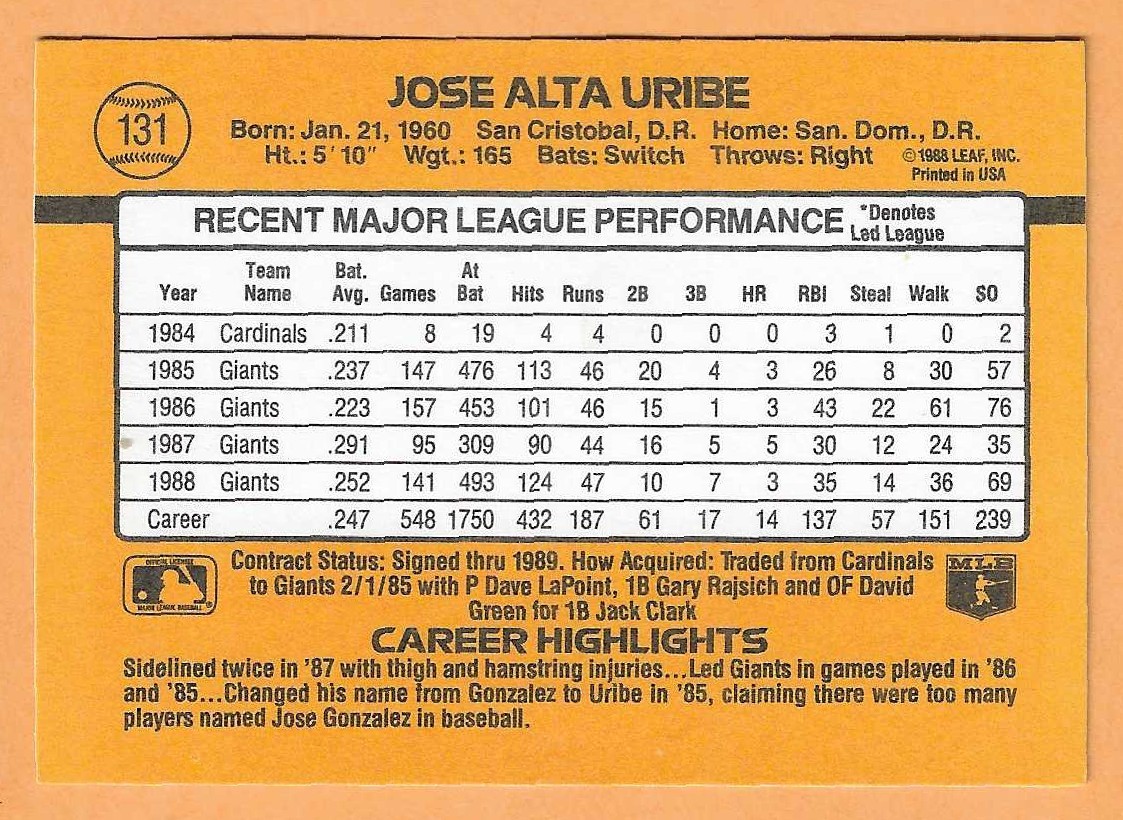 131
JOSE ALTA URIBE
Born: Jan. 21, 1960 San Cristobal, D.R. Home: San. Dom., D.R.
Ht.: 5' 10" Wgt.: 165 Bats: Switch Throws: Right ©1988 LEAF, INC.
Printed in USA
RECENT MAJOR LEAGUE PERFORMANCE *Denotes
Led League
Team Bat. At
Year Name Avg. Games Bat Hits Runs 2B 3B HR RBI Steal Walk SO
1984 Cardinals .211 8 19 4 4 0 0 0 3 1 0 2
1985 Giants .237 147 476 113 46 20 4 3 26 8 30 57
1986 Giants .223 157 453 101 46 15 1 3 43 22 61 76
1987 Giants .291 95 309 90 44 16 5 5 30 12 24 35
1988 Giants .252 141 493 124 47 10 7 3 35 14 36 69
Career .247 548 1750 432 187 61 17 14 137 57 151 239
Contract Status: Signed thru 1989. How Acquired: Traded from Cardinals
to Giants 2/1/85 with P Dave LaPoint, 1B Gary Rajsich and OF David
Green for 1B Jack Clark
OFFICIAL LICENSEE
MAJOR LEAGUE BASEBALL
MLB
CAREER HIGHLIGHTS
Sidelined twice in '87 with thigh and hamstring injuries...Led Giants in games played in '86
and '85...Changed his name from Gonzalez to Uribe in '85, claiming there were too many
players named Jose Gonzalez in baseball.